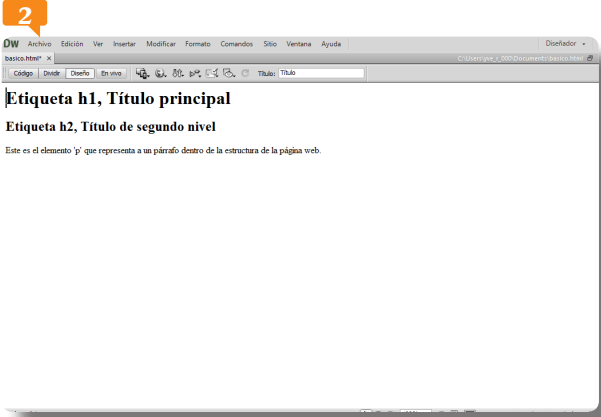 2
DW Archivo Edición Ver Insertar Modificar Formato Comandos Sitio Ventana Ayuda Diseñador
basico.html* × C:\Users\yve_r_000\Documents\basico.html
Código Dividir Diseño En vivo Título: Título
Etiqueta h1, Título principal
Etiqueta h2, Título de segundo nivel
Este es el elemento 'p' que representa a un párrafo dentro de la estructura de la página web.